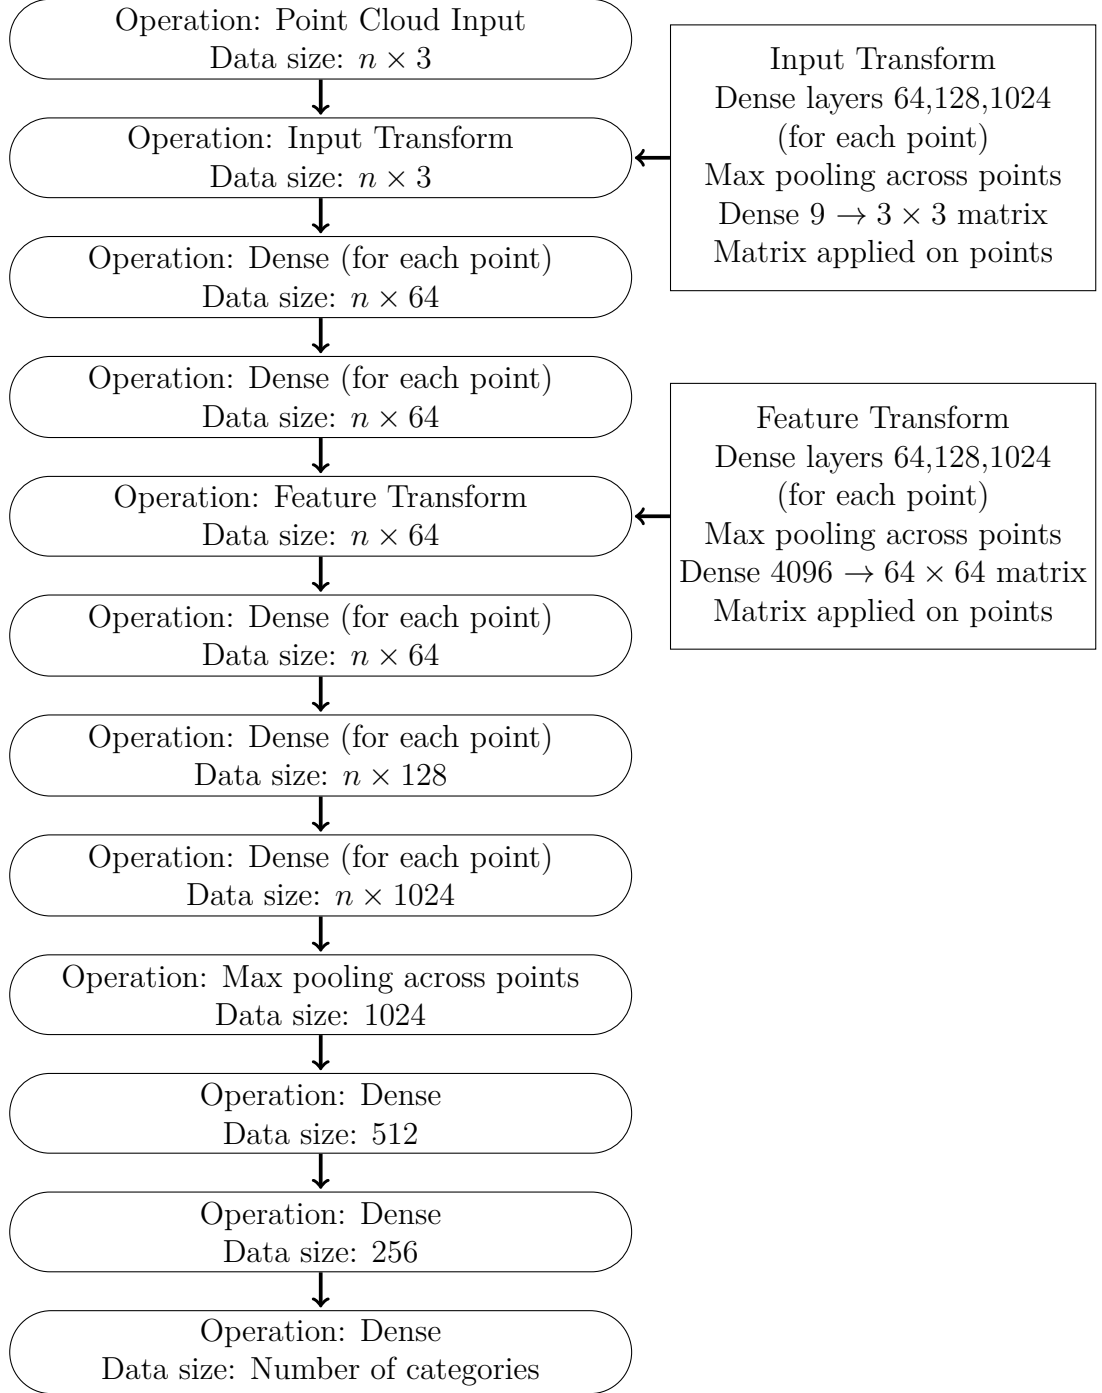 Operation: Point Cloud Input
Data size: n × 3
Operation: Input Transform
Data size: n × 3
Operation: Dense (for each point)
Data size: n × 64
Operation: Dense (for each point)
Data size: n × 64
Operation: Feature Transform
Data size: n × 64
Operation: Dense (for each point)
Data size: n × 64
Operation: Dense (for each point)
Data size: n × 128
Operation: Dense (for each point)
Data size: n × 1024
Operation: Max pooling across points
Data size: 1024
Operation: Dense
Data size: 512
Operation: Dense
Data size: 256
Operation: Dense
Data size: Number of categories
Input Transform
Dense layers 64,128,1024
(for each point)
Max pooling across points
Dense 9 → 3 × 3 matrix
Matrix applied on points
Feature Transform
Dense layers 64,128,1024
(for each point)
Max pooling across points
Dense 4096 → 64 × 64 matrix
Matrix applied on points